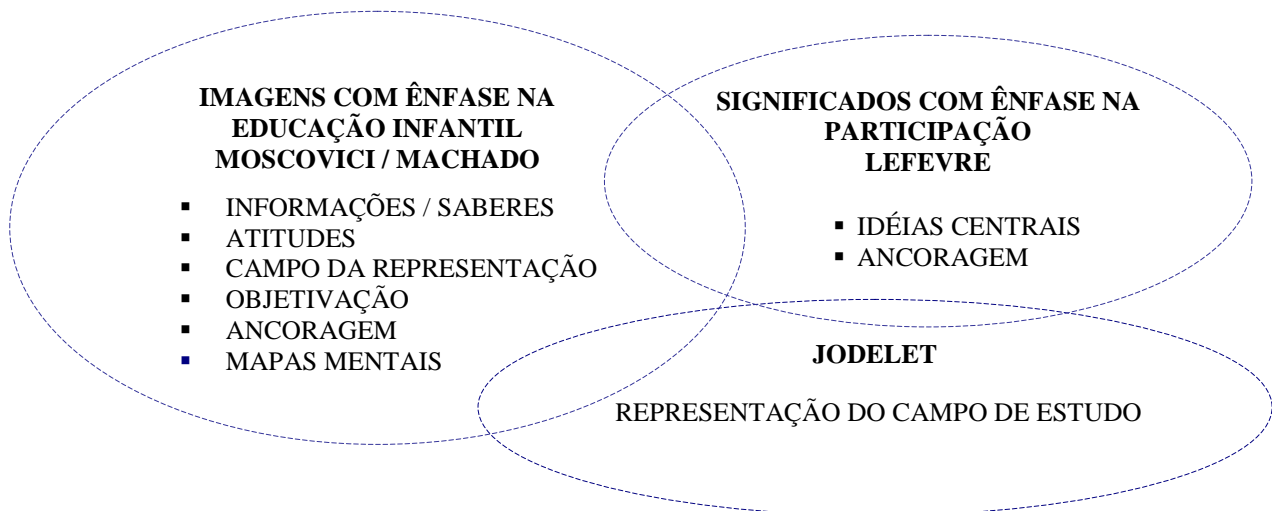 IMAGENS COM ÊNFASE NA
EDUCAÇÃO INFANTIL
MOSCOVICI / MACHADO
▪ INFORMAÇÕES / SABERES
▪ ATITUDES
▪ CAMPO DA REPRESENTAÇÃO
▪ OBJETIVAÇÃO
▪ ANCORAGEM
▪ MAPAS MENTAIS
SIGNIFICADOS COM ÊNFASE NA
PARTICIPAÇÃO
LEFEVRE
▪ IDÉIAS CENTRAIS
▪ ANCORAGEM
JODELET
REPRESENTAÇÃO DO CAMPO DE ESTUDO